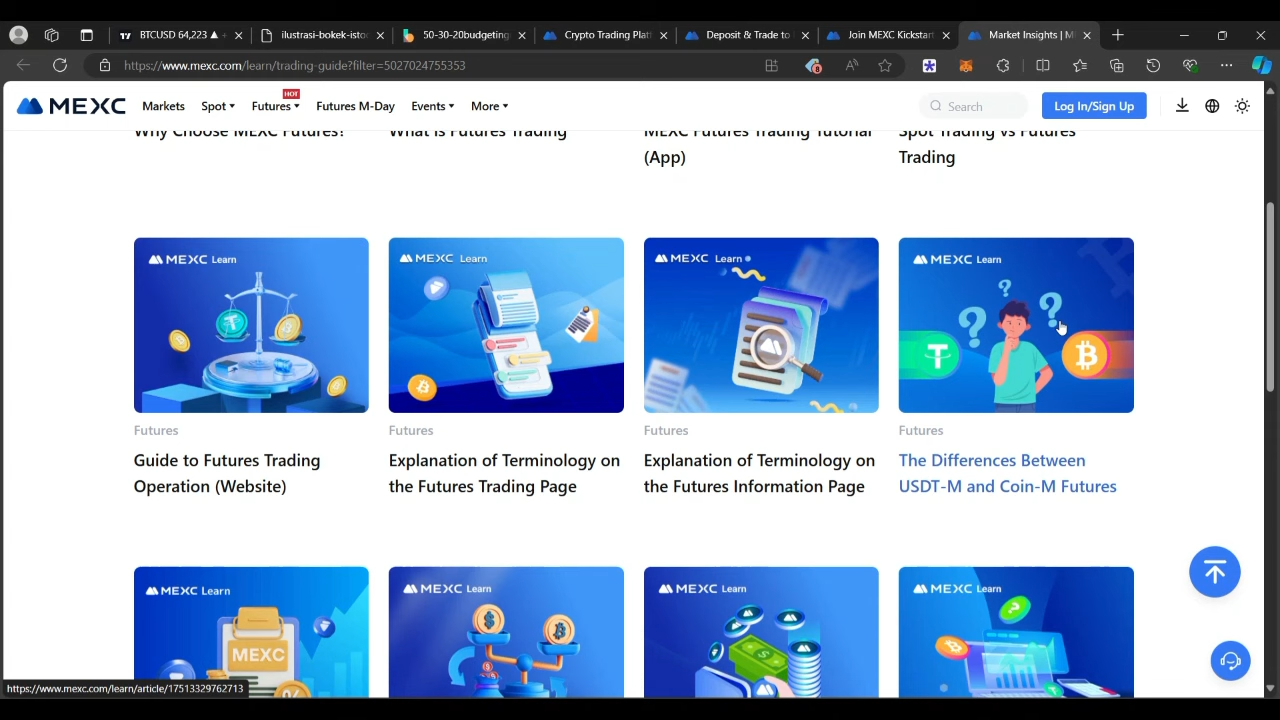 BTCUSD 64,223 ▲
ilustrasi-bokek-istoc
50-30-20budgeting
Crypto Trading Platf
Deposit & Trade to
Join MEXC Kickstart
Market Insights | M
https://www.mexc.com/learn/trading-guide?filter=5027024755353
8
MEXC
Markets
Spot
Futures
HOT
Futures M-Day
Events
More
Search
Log In/Sign Up
Why Choose MEXC Futures?
What is Futures Trading
MEXC Futures Trading Tutorial
(App)
Spot Trading vs Futures
Trading
MEXC Learn
MEXC Learn
MEXC Learn
MEXC Learn
Futures
Guide to Futures Trading
Operation (Website)
Futures
Explanation of Terminology on
the Futures Trading Page
Futures
Explanation of Terminology on
the Futures Information Page
Futures
The Differences Between
USDT-M and Coin-M Futures
MEXC Learn
MEXC
MEXC Learn
MEXC Learn
MEXC Learn
https://www.mexc.com/learn/article/17513329762713